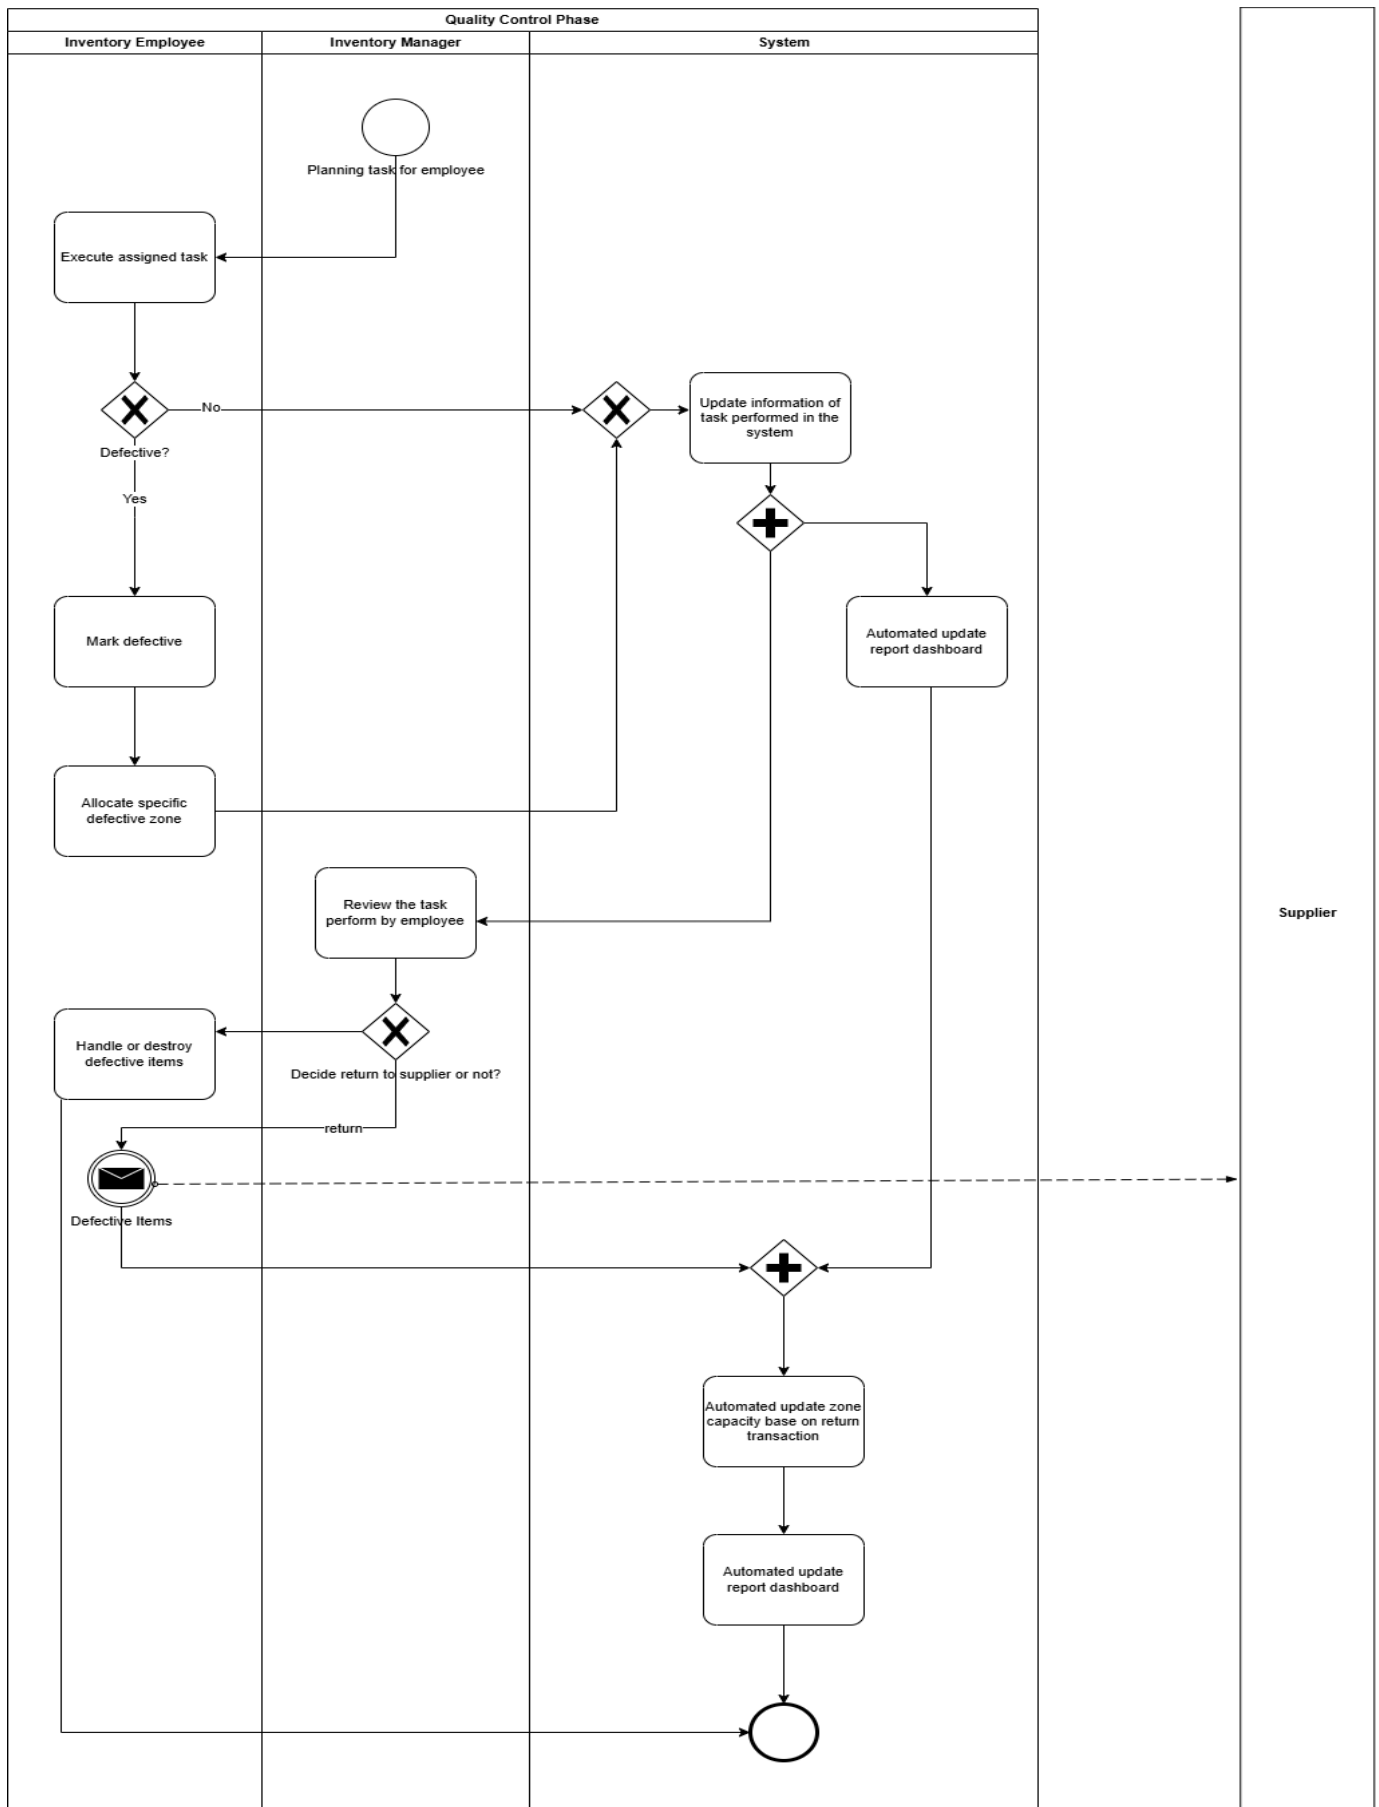 Quality Control Phase
Inventory Employee
Inventory Manager
System
Planning task for employee
Execute assigned task
No
Defective?
Update information of
task performed in the
system
Yes
Mark defective
Automated update
report dashboard
Allocate specific
defective zone
Review the task
perform by employee
Supplier
Handle or destroy
defective items
Decide return to supplier or not?
return
Defective Items
Automated update zone
capacity base on return
transaction
Automated update
report dashboard